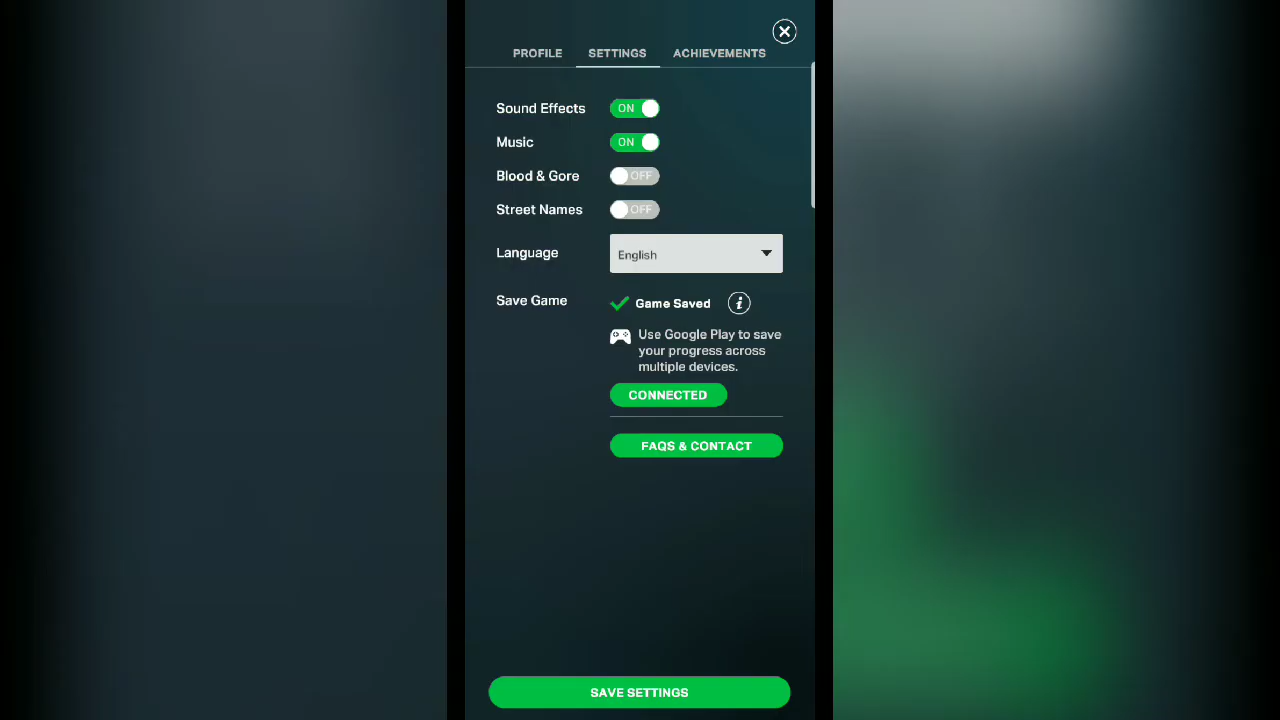 PROFILE SETTINGS ACHIEVEMENTS
Sound Effects ON
Music ON
Blood & Gore OFF
Street Names OFF
Language English
Save Game Game Saved i
Use Google Play to save
your progress across
multiple devices.
CONNECTED
FAQS & CONTACT
SAVE SETTINGS